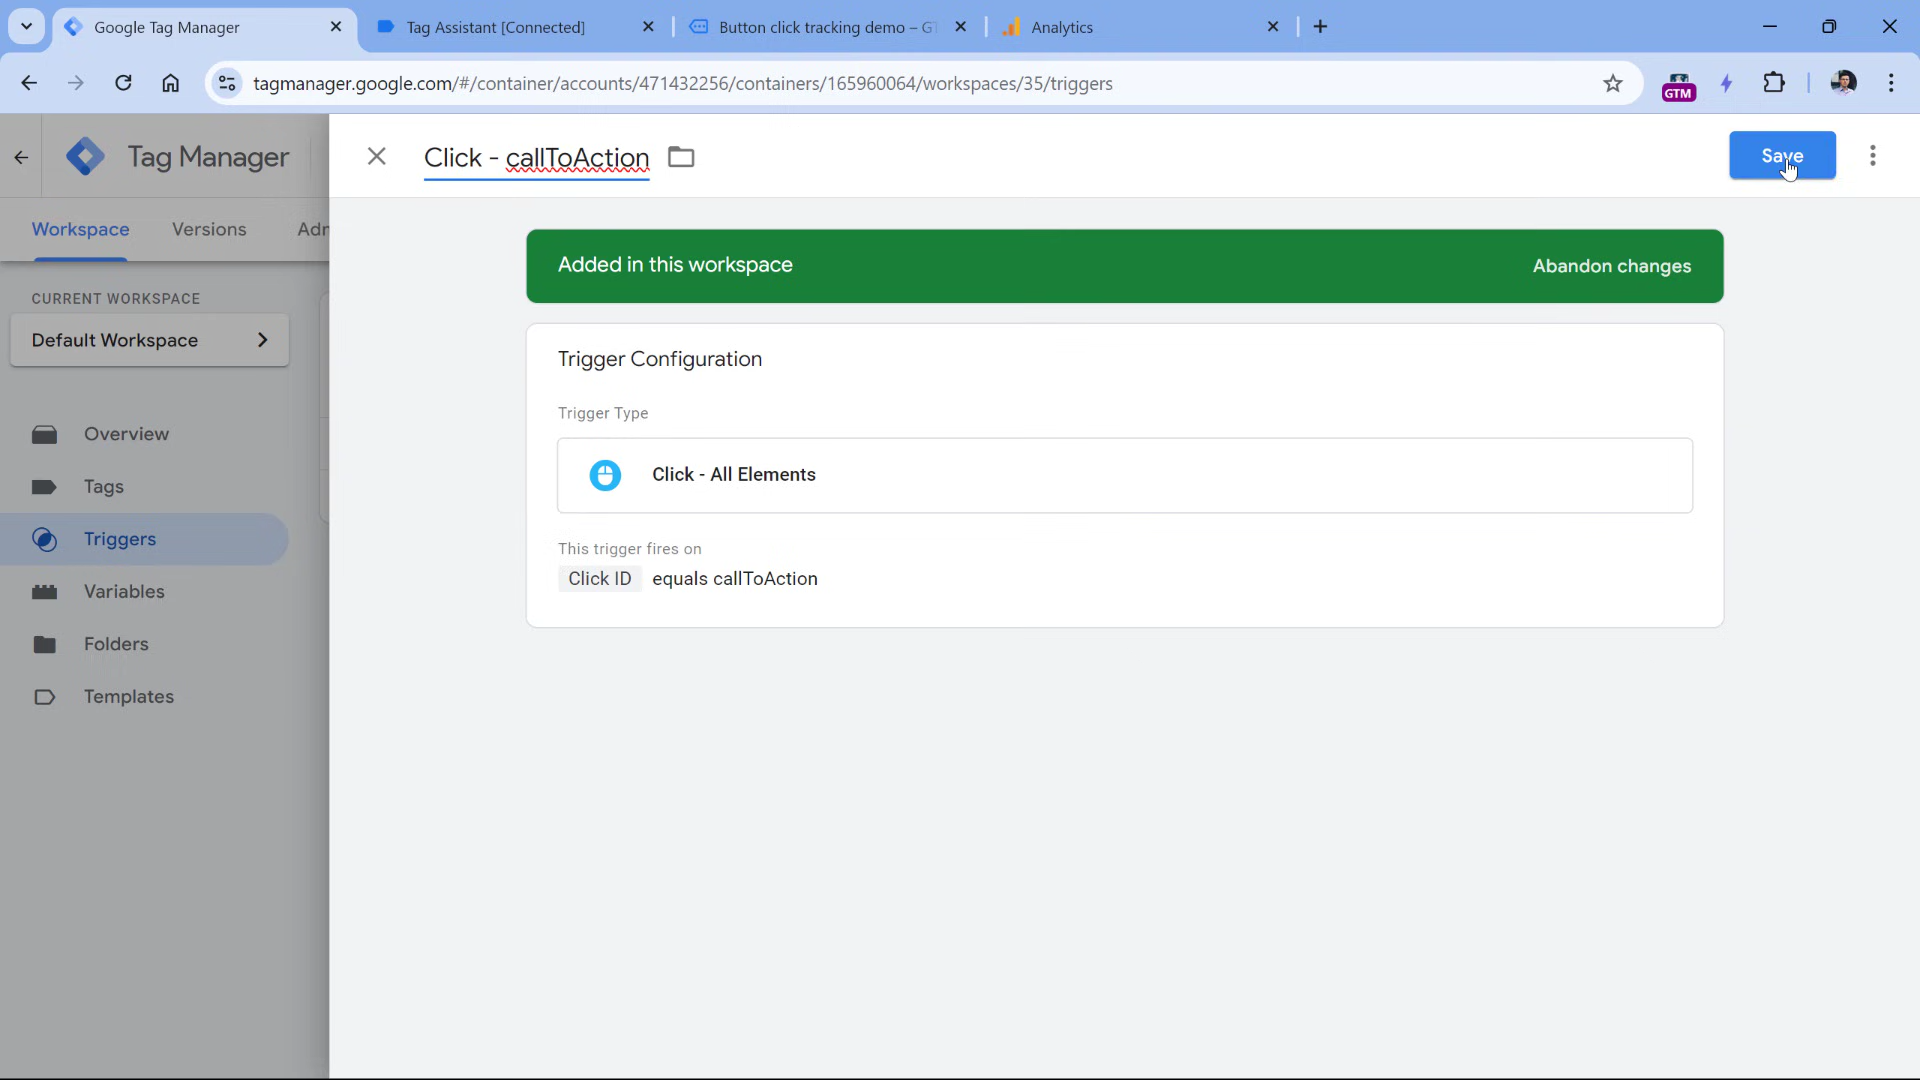 Google Tag Manager
Tag Assistant [Connected]
Button click tracking demo – GT
Analytics
tagmanager.google.com/#/container/accounts/471432256/containers/165960064/workspaces/35/triggers
GTM
Tag Manager
Click - callToAction
Save
Workspace
Versions
Adm
Added in this workspace
Abandon changes
CURRENT WORKSPACE
Default Workspace
Trigger Configuration
Trigger Type
Click - All Elements
This trigger fires on
Click ID equals callToAction
Overview
Tags
Triggers
Variables
Folders
Templates